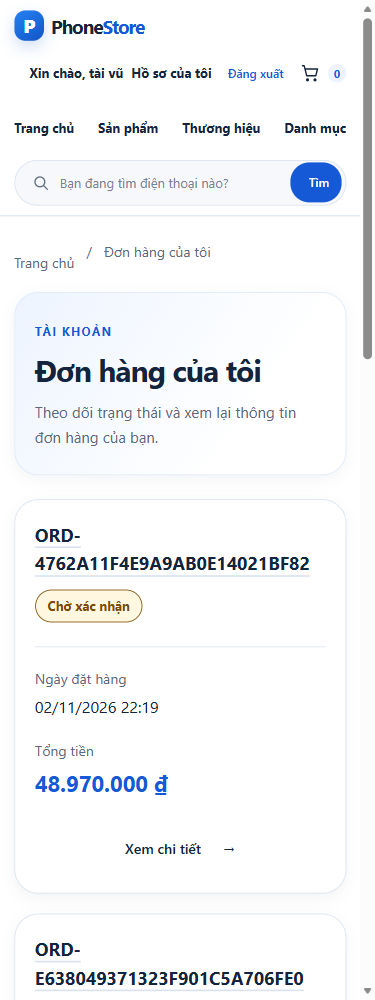 P PhoneStore
Xin chào, tài vũ Hồ sơ của tôi Đăng xuất 0
Trang chủ Sản phẩm Thương hiệu Danh mục
Bạn đang tìm điện thoại nào? Tìm
Trang chủ / Đơn hàng của tôi
TÀI KHOẢN
Đơn hàng của tôi
Theo dõi trạng thái và xem lại thông tin
đơn hàng của bạn.
ORD-
4762A11F4E9A9AB0E14021BF82
Chờ xác nhận
Ngày đặt hàng
02/11/2026 22:19
Tổng tiền
48.970.000 ₫
Xem chi tiết →
ORD-
E638049371323F901C5A706FE0